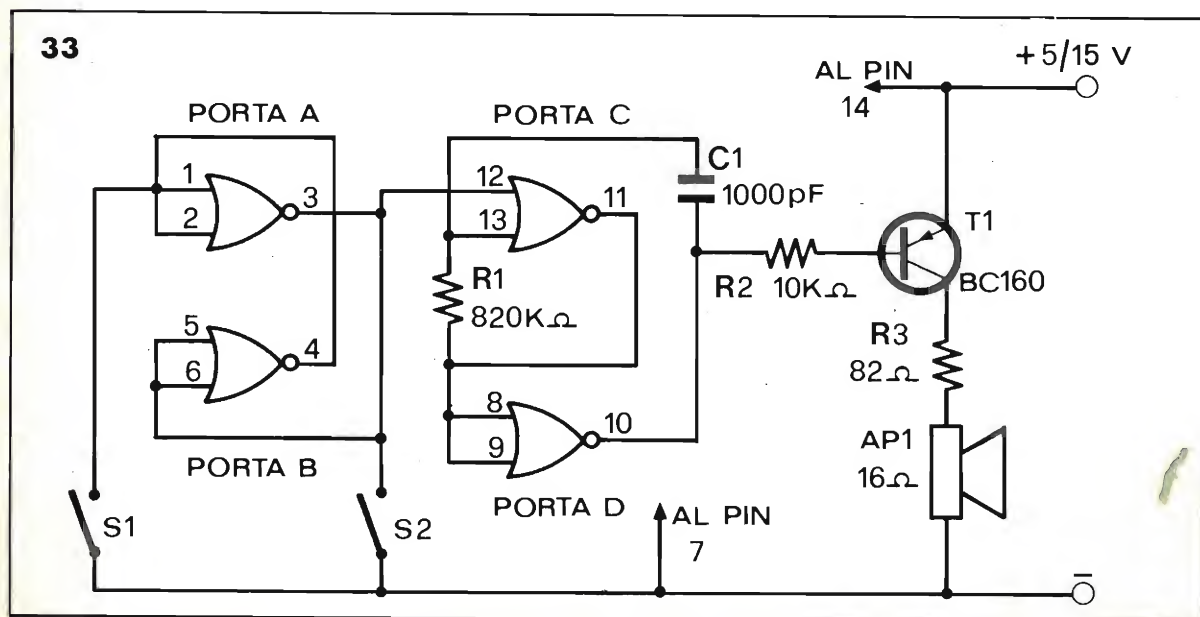 33
+5/15 V
AL PIN
14
PORTA A
PORTA C
C1
1000pF
1
2
3
12
13
11
T1
BC160
R1
820KΩ
R2 10KΩ
R3
82Ω
5
6
4
8
9
10
AP1
16Ω
PORTA B
PORTA D
S1
S2
AL PIN
7
–